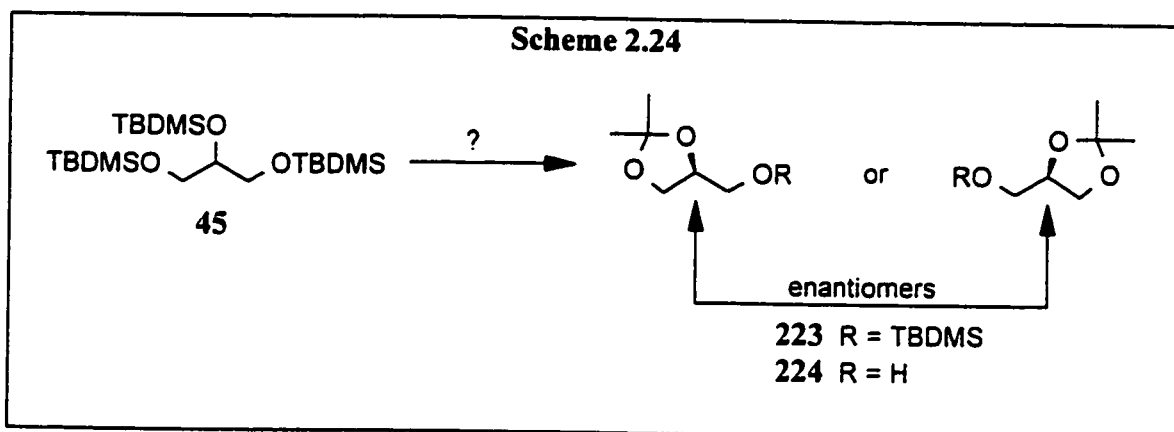 Scheme 2.24
TBDMSO
TBDMSO
OTBDMS
45
?
O
O
OR
or
RO
O
O
enantiomers
223 R = TBDMS
224 R = H